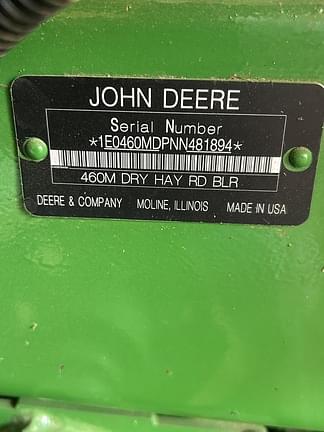 JOHN DEERE
Serial Number
*1E0460MDPNN481894*
460M DRY HAY RD BLR
DEERE & COMPANY MOLINE, ILLINOIS MADE IN USA